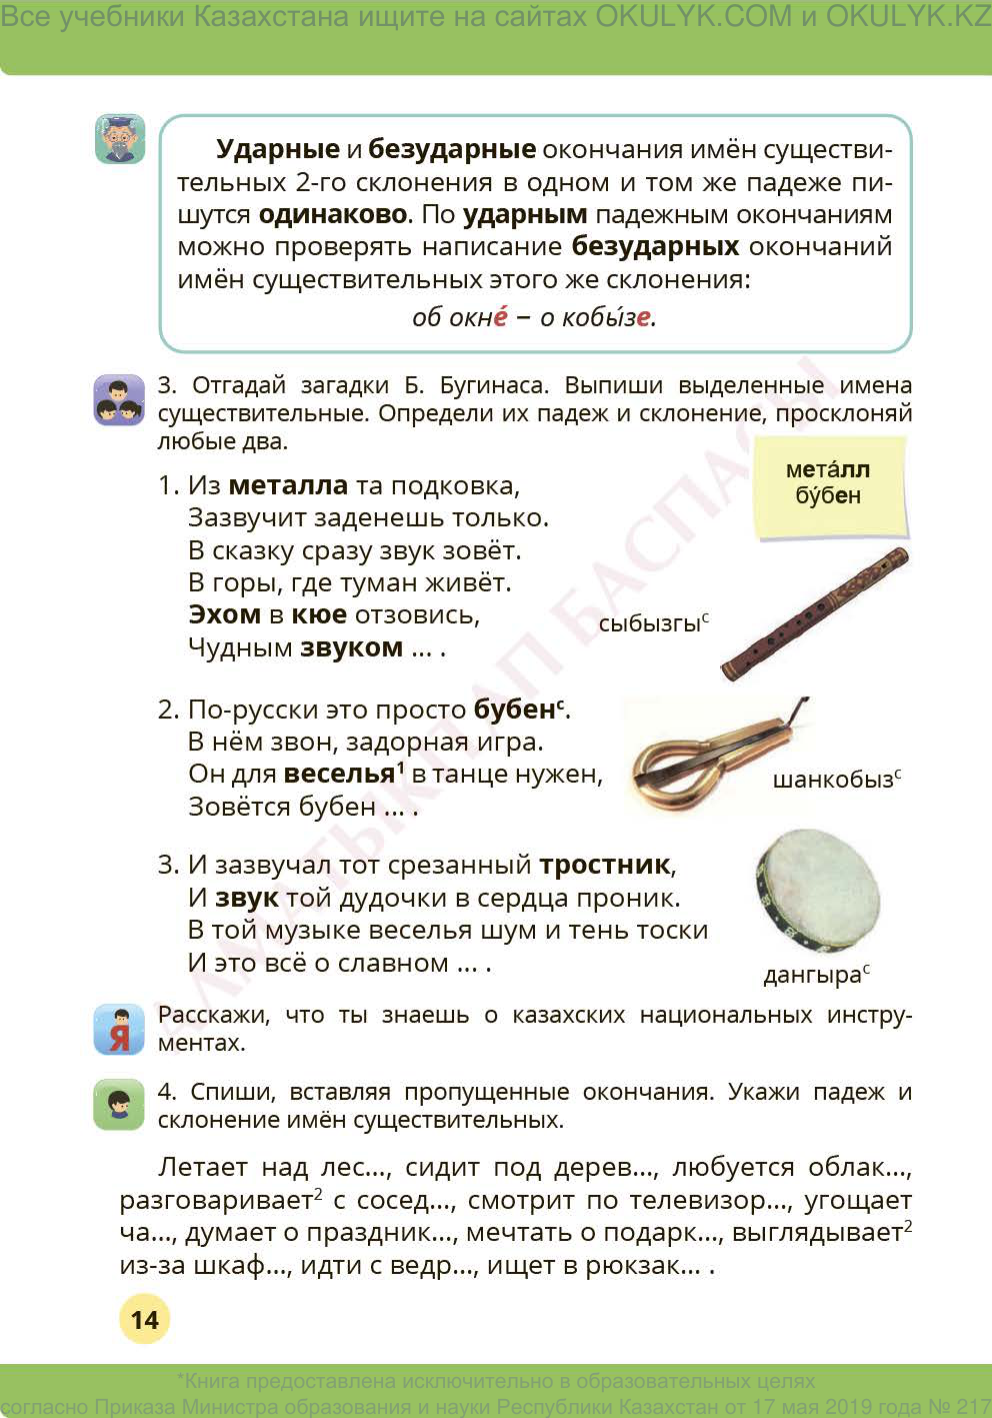 Все учебники Казахстана ищите на сайтах OKULYK.COM и OKULYK.KZ
Ударные и безударные окончания имён существи-
тельных 2-го склонения в одном и том же падеже пи-
шутся одинаково. По ударным падежным окончаниям
можно проверять написание безударных окончаний
имён существительных этого же склонения:
об окне́ – о кобы́зе.
3. Отгадай загадки Б. Бугинаса. Выпиши выделенные имена
существительные. Определи их падеж и склонение, просклоняй
любые два.
мета́лл
бу́бен
1. Из металла та подковка,
Зазвучит заденешь только.
В сказку сразу звук зовёт.
В горы, где туман живёт.
Эхом в кюе отзовись,
Чудным звуком ... .
сыбызгыᶜ
2. По-русски это просто бубенᶜ.
В нём звон, задорная игра.
Он для веселья¹ в танце нужен,
Зовётся бубен ... .
шанкобызᶜ
3. И зазвучал тот срезанный тростник,
И звук той дудочки в сердца проник.
В той музыке веселья шум и тень тоски
И это всё о славном ... .
дангыраᶜ
Я
Расскажи, что ты знаешь о казахских национальных инстру-
ментах.
4. Спиши, вставляя пропущенные окончания. Укажи падеж и
склонение имён существительных.
Летает над лес..., сидит под дерев..., любуется облак...,
разговаривает² с сосед..., смотрит по телевизор..., угощает
ча..., думает о праздник..., мечтать о подарк..., выглядывает²
из-за шкаф..., идти с ведр..., ищет в рюкзак... .
14
АЛМАТЫКІТАП БАСПАСЫ
*Книга предоставлена исключительно в образовательных целях
согласно Приказа Министра образования и науки Республики Казахстан от 17 мая 2019 года № 217